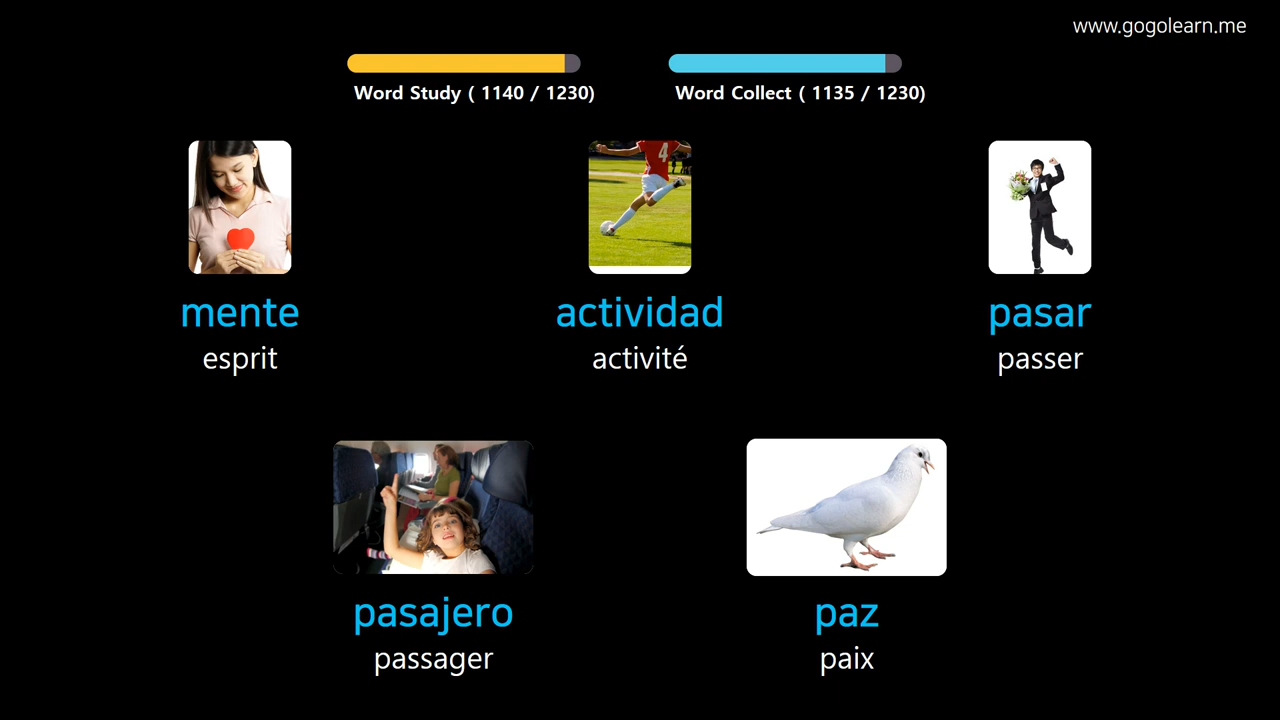 www.gogolearn.me
Word Study ( 1140 / 1230)
Word Collect ( 1135 / 1230)
4
mente
esprit
actividad
activité
pasar
passer
pasajero
passager
paz
paix